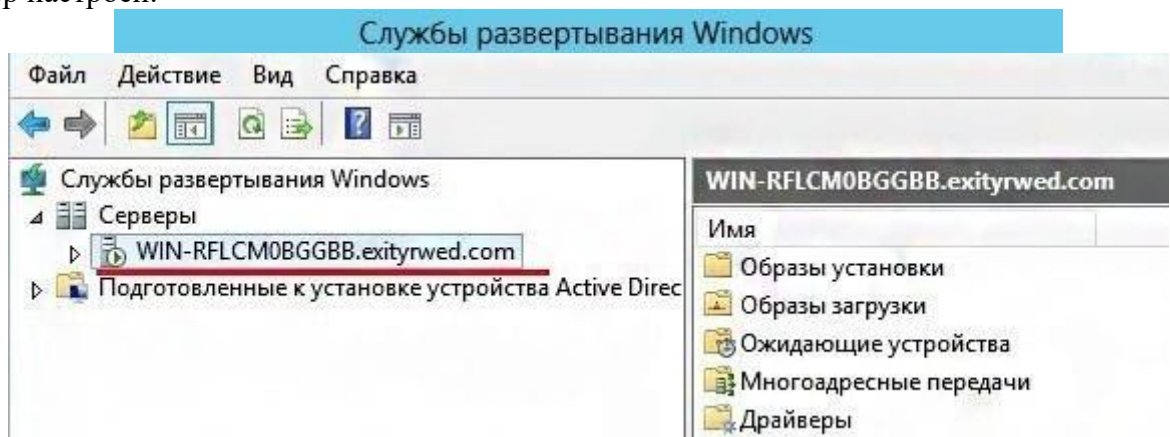 Службы развертывания Windows
Файл Действие Вид Справка
Службы развертывания Windows
Серверы
WIN-RFLCM0BGGBB.exityrwed.com
Подготовленные к установке устройства Active Direc
WIN-RFLCM0BGGBB.exityrwed.com
Имя
Образы установки
Образы загрузки
Ожидающие устройства
Многоадресные передачи
Драйверы